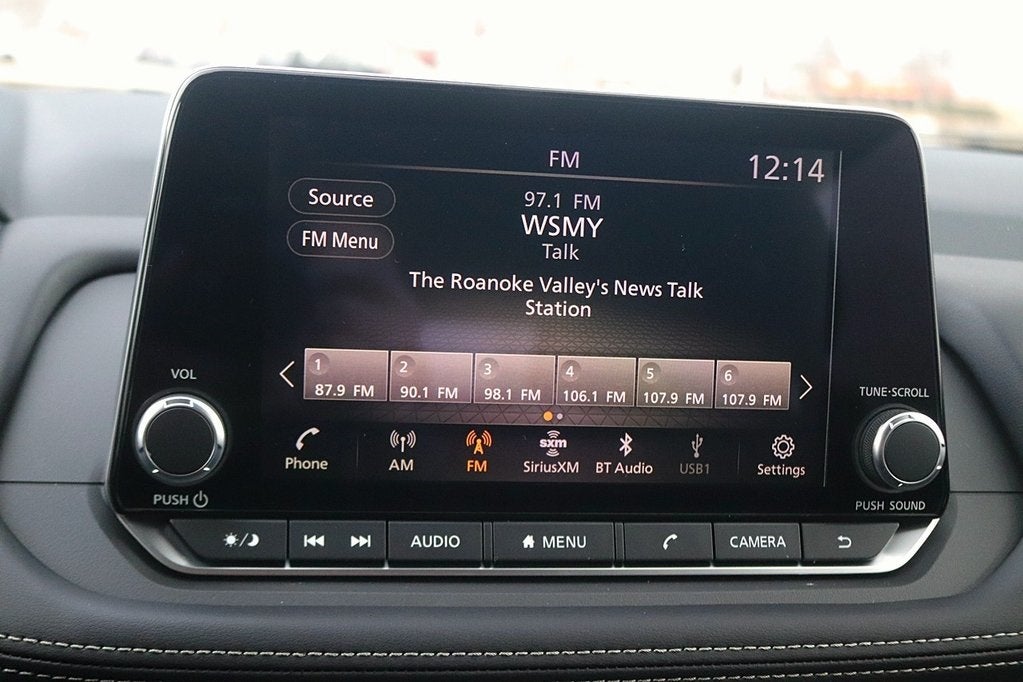 FM
12:14
Source
97.1 FM
WSMY
FM Menu
Talk
The Roanoke Valley's News Talk
Station
1
87.9 FM
2
90.1 FM
3
98.1 FM
4
106.1 FM
5
107.9 FM
6
107.9 FM
VOL
PUSH
TUNE·SCROLL
PUSH SOUND
Phone
AM
FM
sxm
SiriusXM
BT Audio
USB1
Settings
AUDIO
MENU
CAMERA